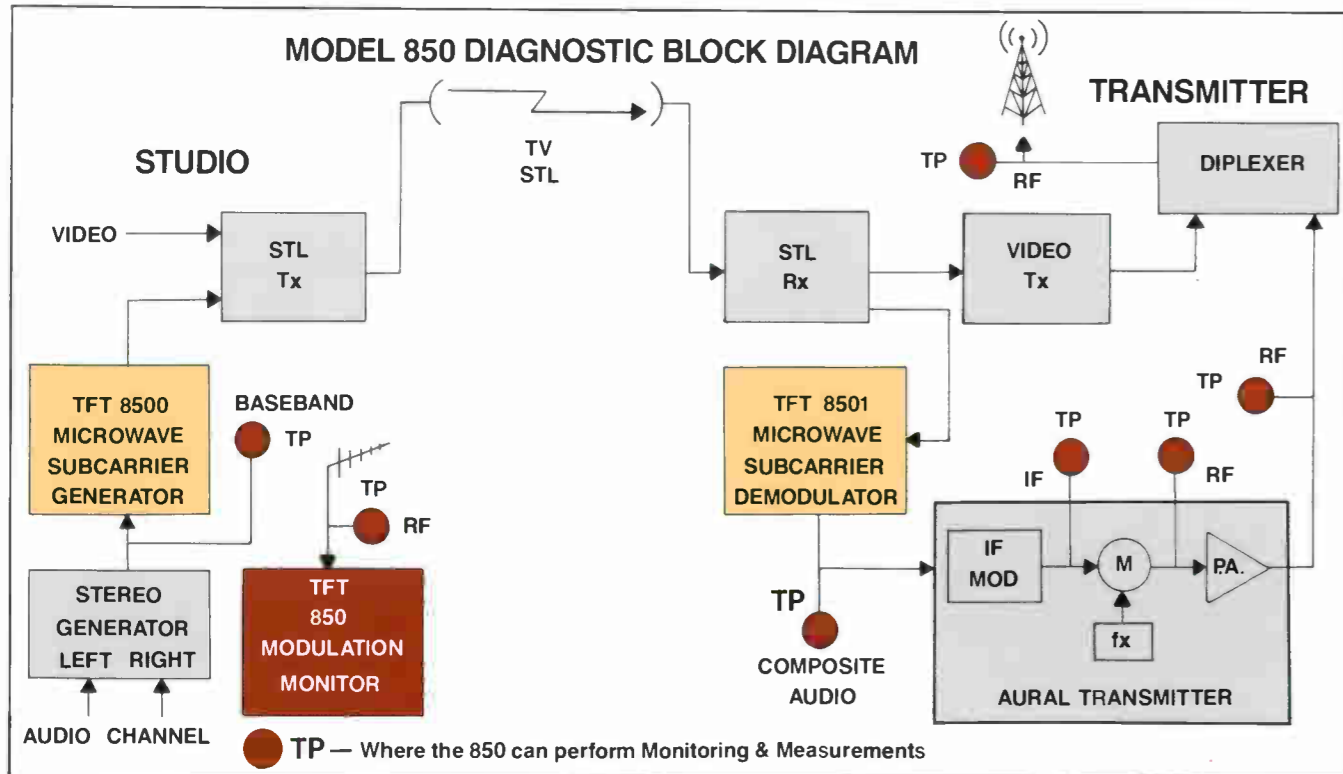 MODEL 850 DIAGNOSTIC BLOCK DIAGRAM
TRANSMITTER
STUDIO
TV
STL
TP
RF
DIPLEXER
VIDEO
STL
Tx
STL
Rx
VIDEO
Tx
TFT 8500
MICROWAVE
SUBCARRIER
GENERATOR
BASEBAND
TP
TP
RF
TFT 8501
MICROWAVE
SUBCARRIER
DEMODULATOR
RF
TP
TP
IF
TP
RF
STEREO
GENERATOR
LEFT RIGHT
AUDIO CHANNEL
TFT
850
MODULATION
MONITOR
TP
COMPOSITE
AUDIO
IF
MOD
M
fx
P.A.
AURAL TRANSMITTER
TP — Where the 850 can perform Monitoring & Measurements